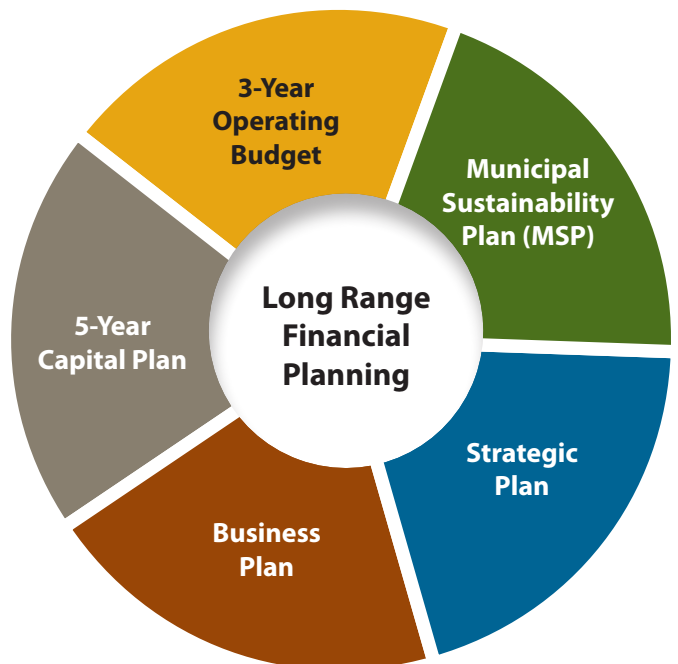 3-Year
Operating
Budget
Municipal
Sustainability
Plan (MSP)
Long Range
Financial
Planning
5-Year
Capital Plan
Strategic
Plan
Business
Plan